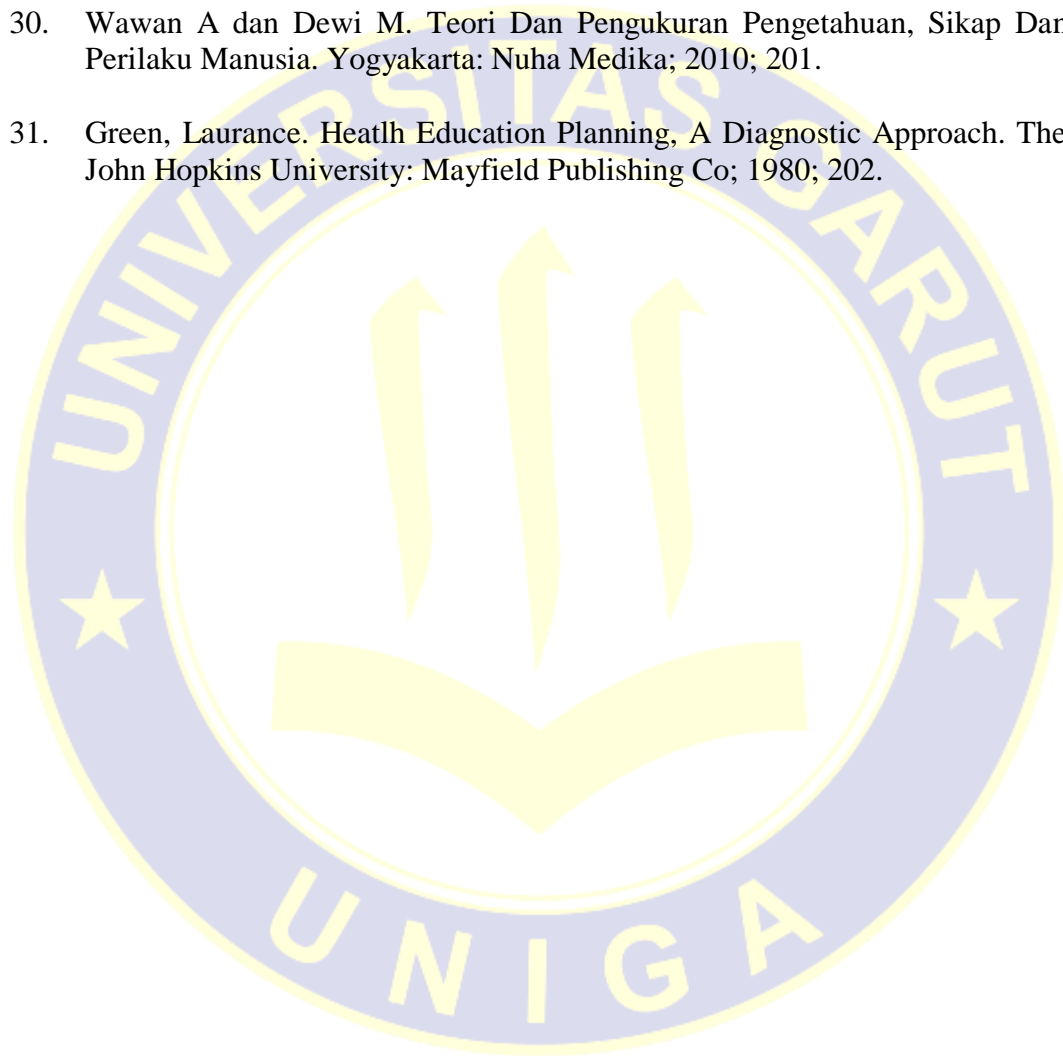 30. Wawan A dan Dewi M. Teori Dan Pengukuran Pengetahuan, Sikap Dan
Perilaku Manusia. Yogyakarta: Nuha Medika; 2010; 201.
31. Green, Laurance. Heatlh Education Planning, A Diagnostic Approach. The
John Hopkins University: Mayfield Publishing Co; 1980; 202.
UNIVERSITAS GARUT
UNIGA